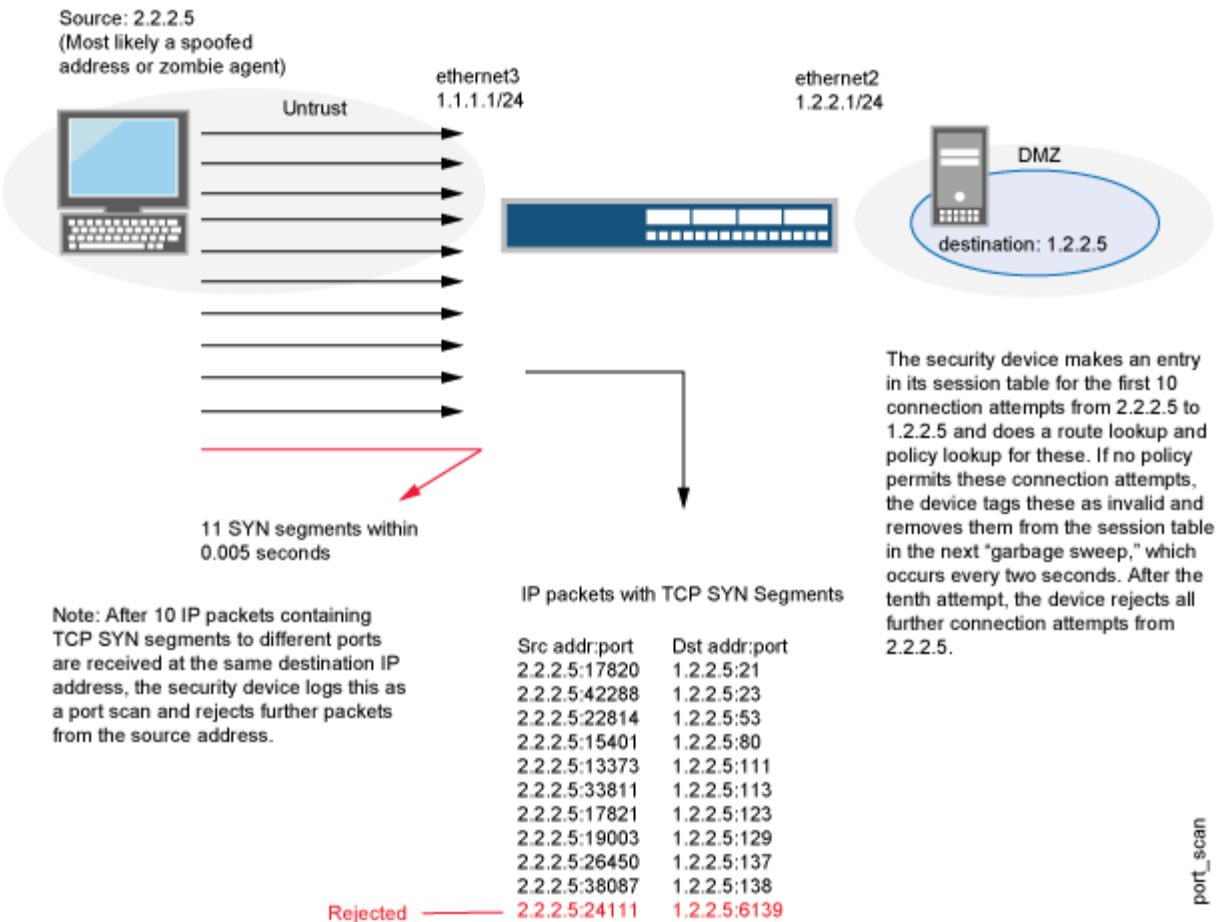 Source: 2.2.2.5
(Most likely a spoofed
address or zombie agent)
Untrust
ethernet3
1.1.1.1/24
ethernet2
1.2.2.1/24
DMZ
destination: 1.2.2.5
11 SYN segments within
0.005 seconds
Note: After 10 IP packets containing
TCP SYN segments to different ports
are received at the same destination IP
address, the security device logs this as
a port scan and rejects further packets
from the source address.
The security device makes an entry
in its session table for the first 10
connection attempts from 2.2.2.5 to
1.2.2.5 and does a route lookup and
policy lookup for these. If no policy
permits these connection attempts,
the device tags these as invalid and
removes them from the session table
in the next “garbage sweep,” which
occurs every two seconds. After the
tenth attempt, the device rejects all
further connection attempts from
2.2.2.5.
IP packets with TCP SYN Segments
Src addr:port Dst addr:port
2.2.2.5:17820 1.2.2.5:21
2.2.2.5:42288 1.2.2.5:23
2.2.2.5:22814 1.2.2.5:53
2.2.2.5:15401 1.2.2.5:80
2.2.2.5:13373 1.2.2.5:111
2.2.2.5:33811 1.2.2.5:113
2.2.2.5:17821 1.2.2.5:123
2.2.2.5:19003 1.2.2.5:129
2.2.2.5:26450 1.2.2.5:137
2.2.2.5:38087 1.2.2.5:138
Rejected 2.2.2.5:24111 1.2.2.5:6139
port_scan